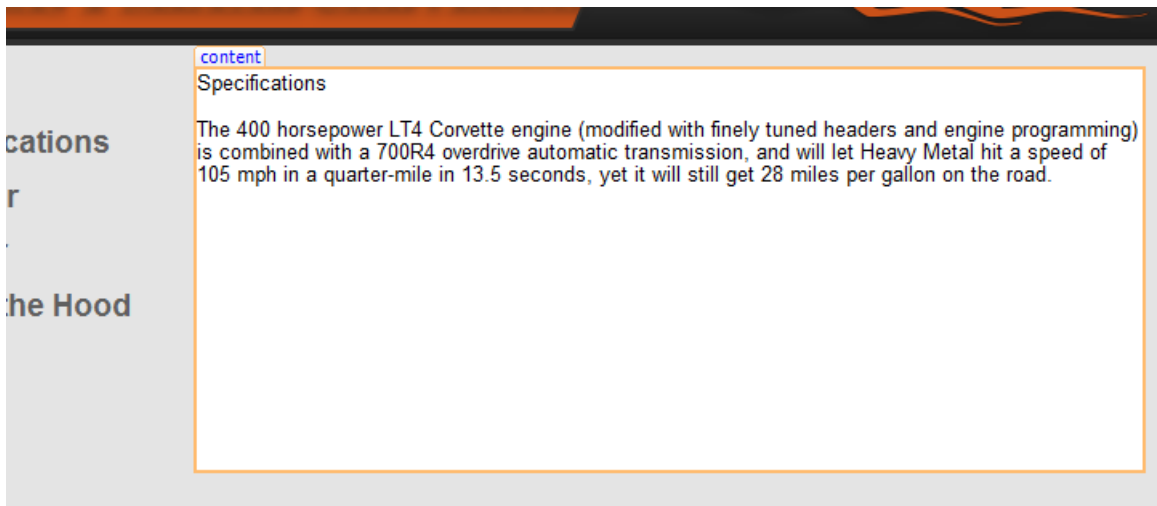 content
Specifications
The 400 horsepower LT4 Corvette engine (modified with finely tuned headers and engine programming)
is combined with a 700R4 overdrive automatic transmission, and will let Heavy Metal hit a speed of
105 mph in a quarter-mile in 13.5 seconds, yet it will still get 28 miles per gallon on the road.
cations
r
the Hood